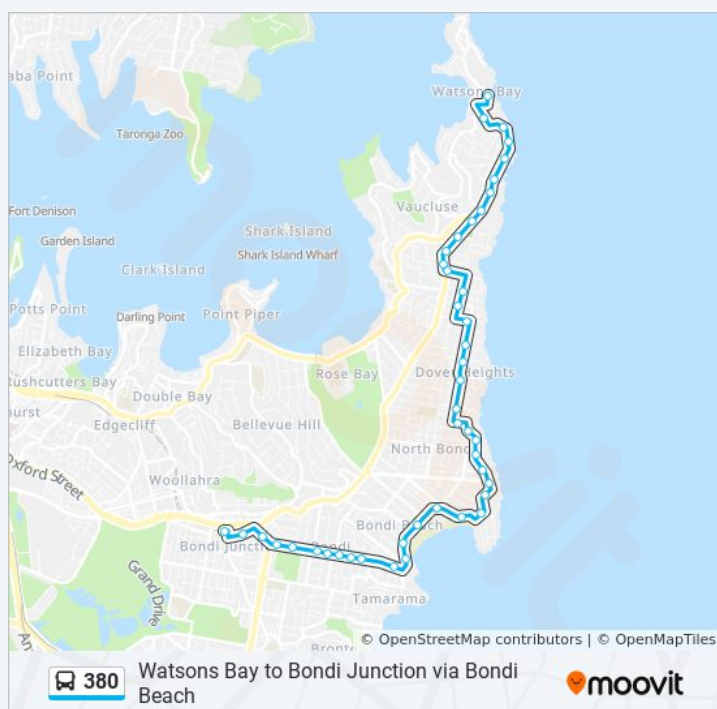 aba Point
Taronga Zoo
Watsons Bay
Vaucluse
Fort Denison
Garden Island
Shark Island
Shark Island Wharf
Clark Island
Potts Point
Darling Point
Point Piper
Elizabeth Bay
Rushcutters Bay
Rose Bay
Dover Heights
Double Bay
hurst
Edgecliff
Bellevue Hill
North Bond
Oxford Street
Woollahra
Bondi Beach
Bondi Junction
Bondi
Grand Drive
Tamarama
An
Bronte
© OpenStreetMap contributors | © OpenMapTiles
380
Watsons Bay to Bondi Junction via Bondi
Beach
moovit